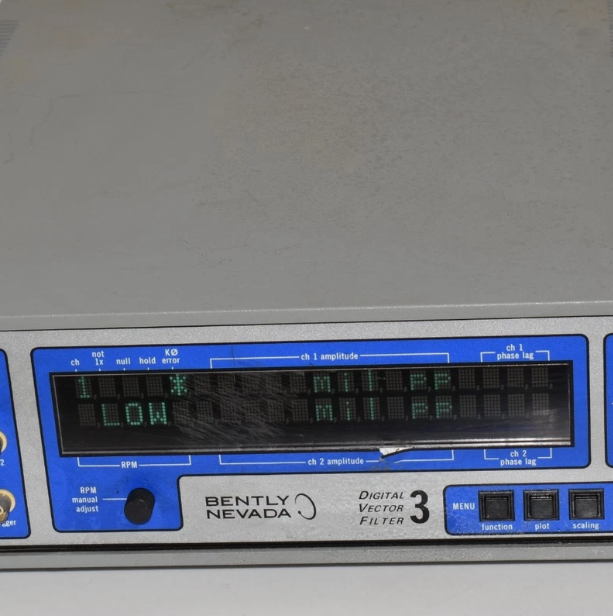 ch
not 1x
null
hold
KØ error
ch 1 amplitude
ch 1
phase lag
1 * mil pp
LOW mil pp
RPM
ch 2 amplitude
ch 2
phase lag
RPM
manual
adjust
BENTLY
NEVADA
DIGITAL
VECTOR
FILTER 3
MENU
function
plot
scaling
2